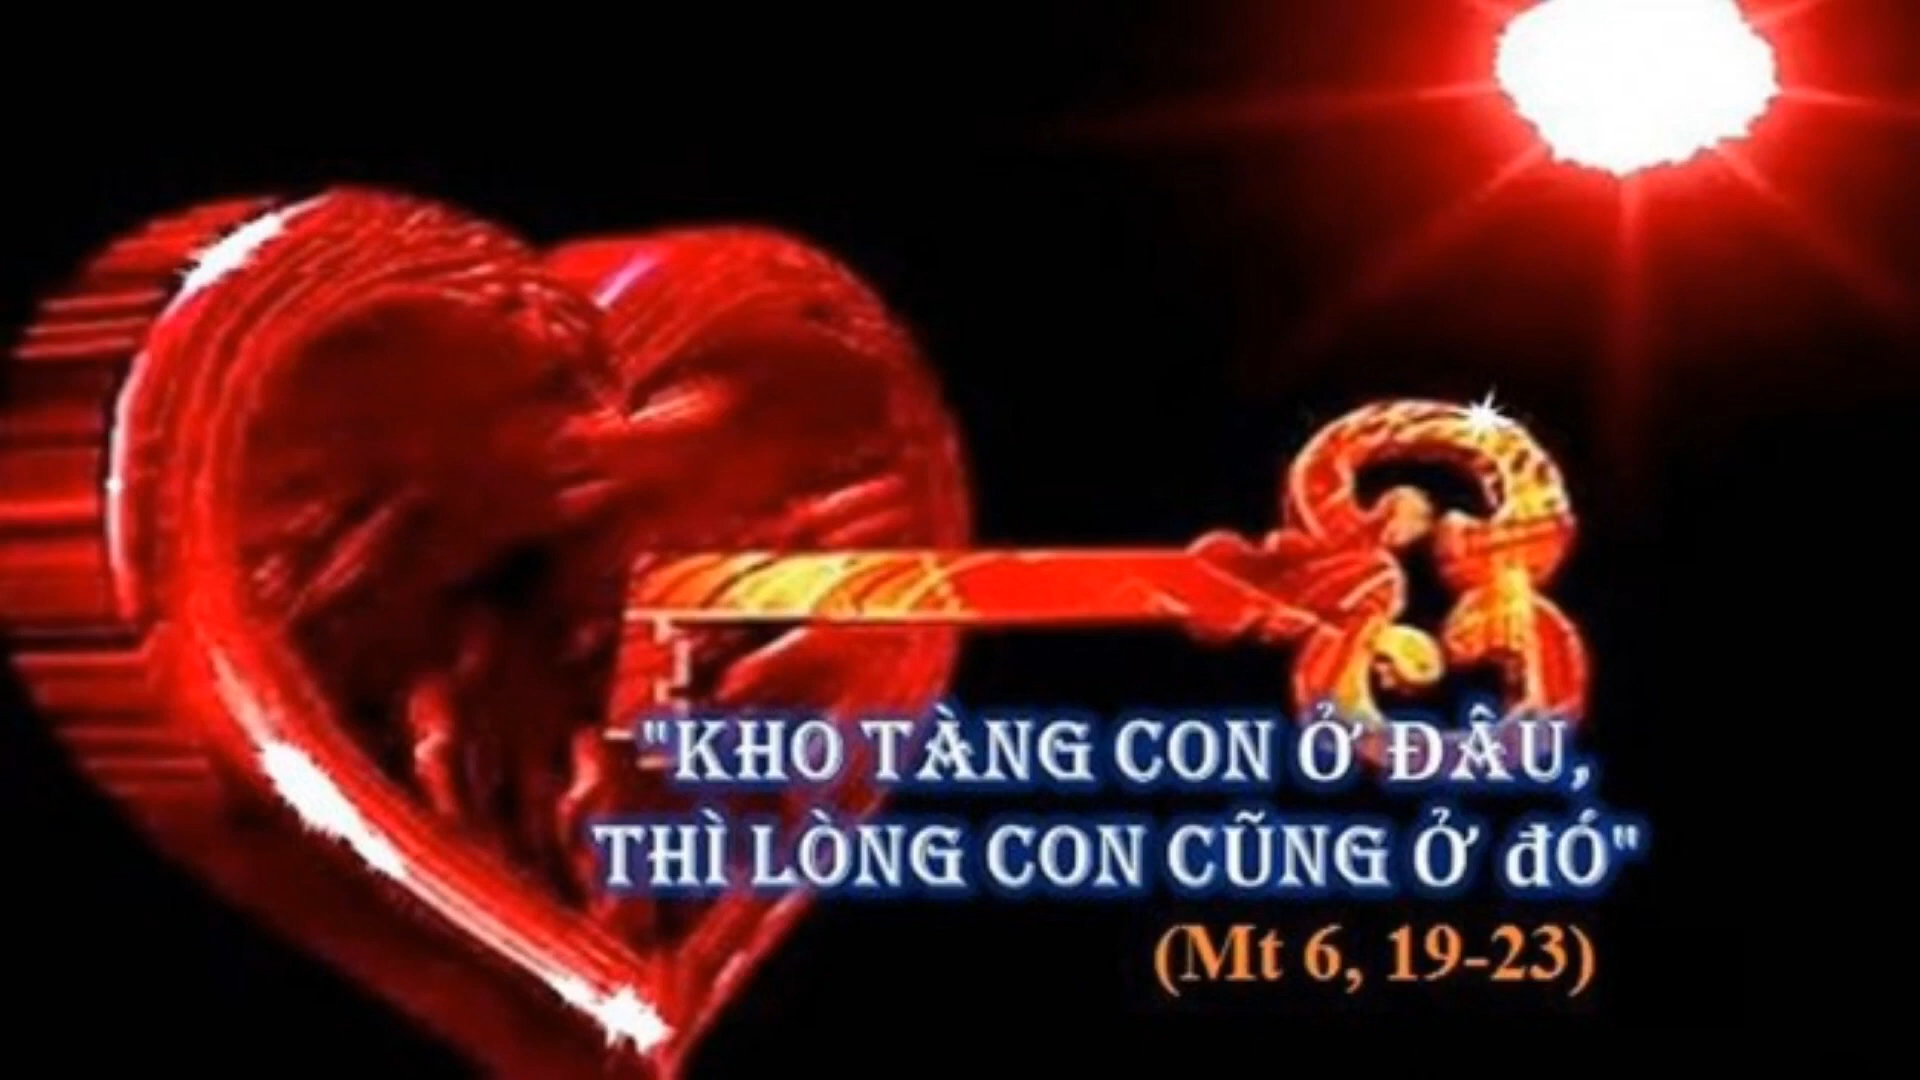 -"KHO TÀNG CON Ở ĐÂU,
THÌ LÒNG CON CŨNG Ở đÓ"
(Mt 6, 19-23)